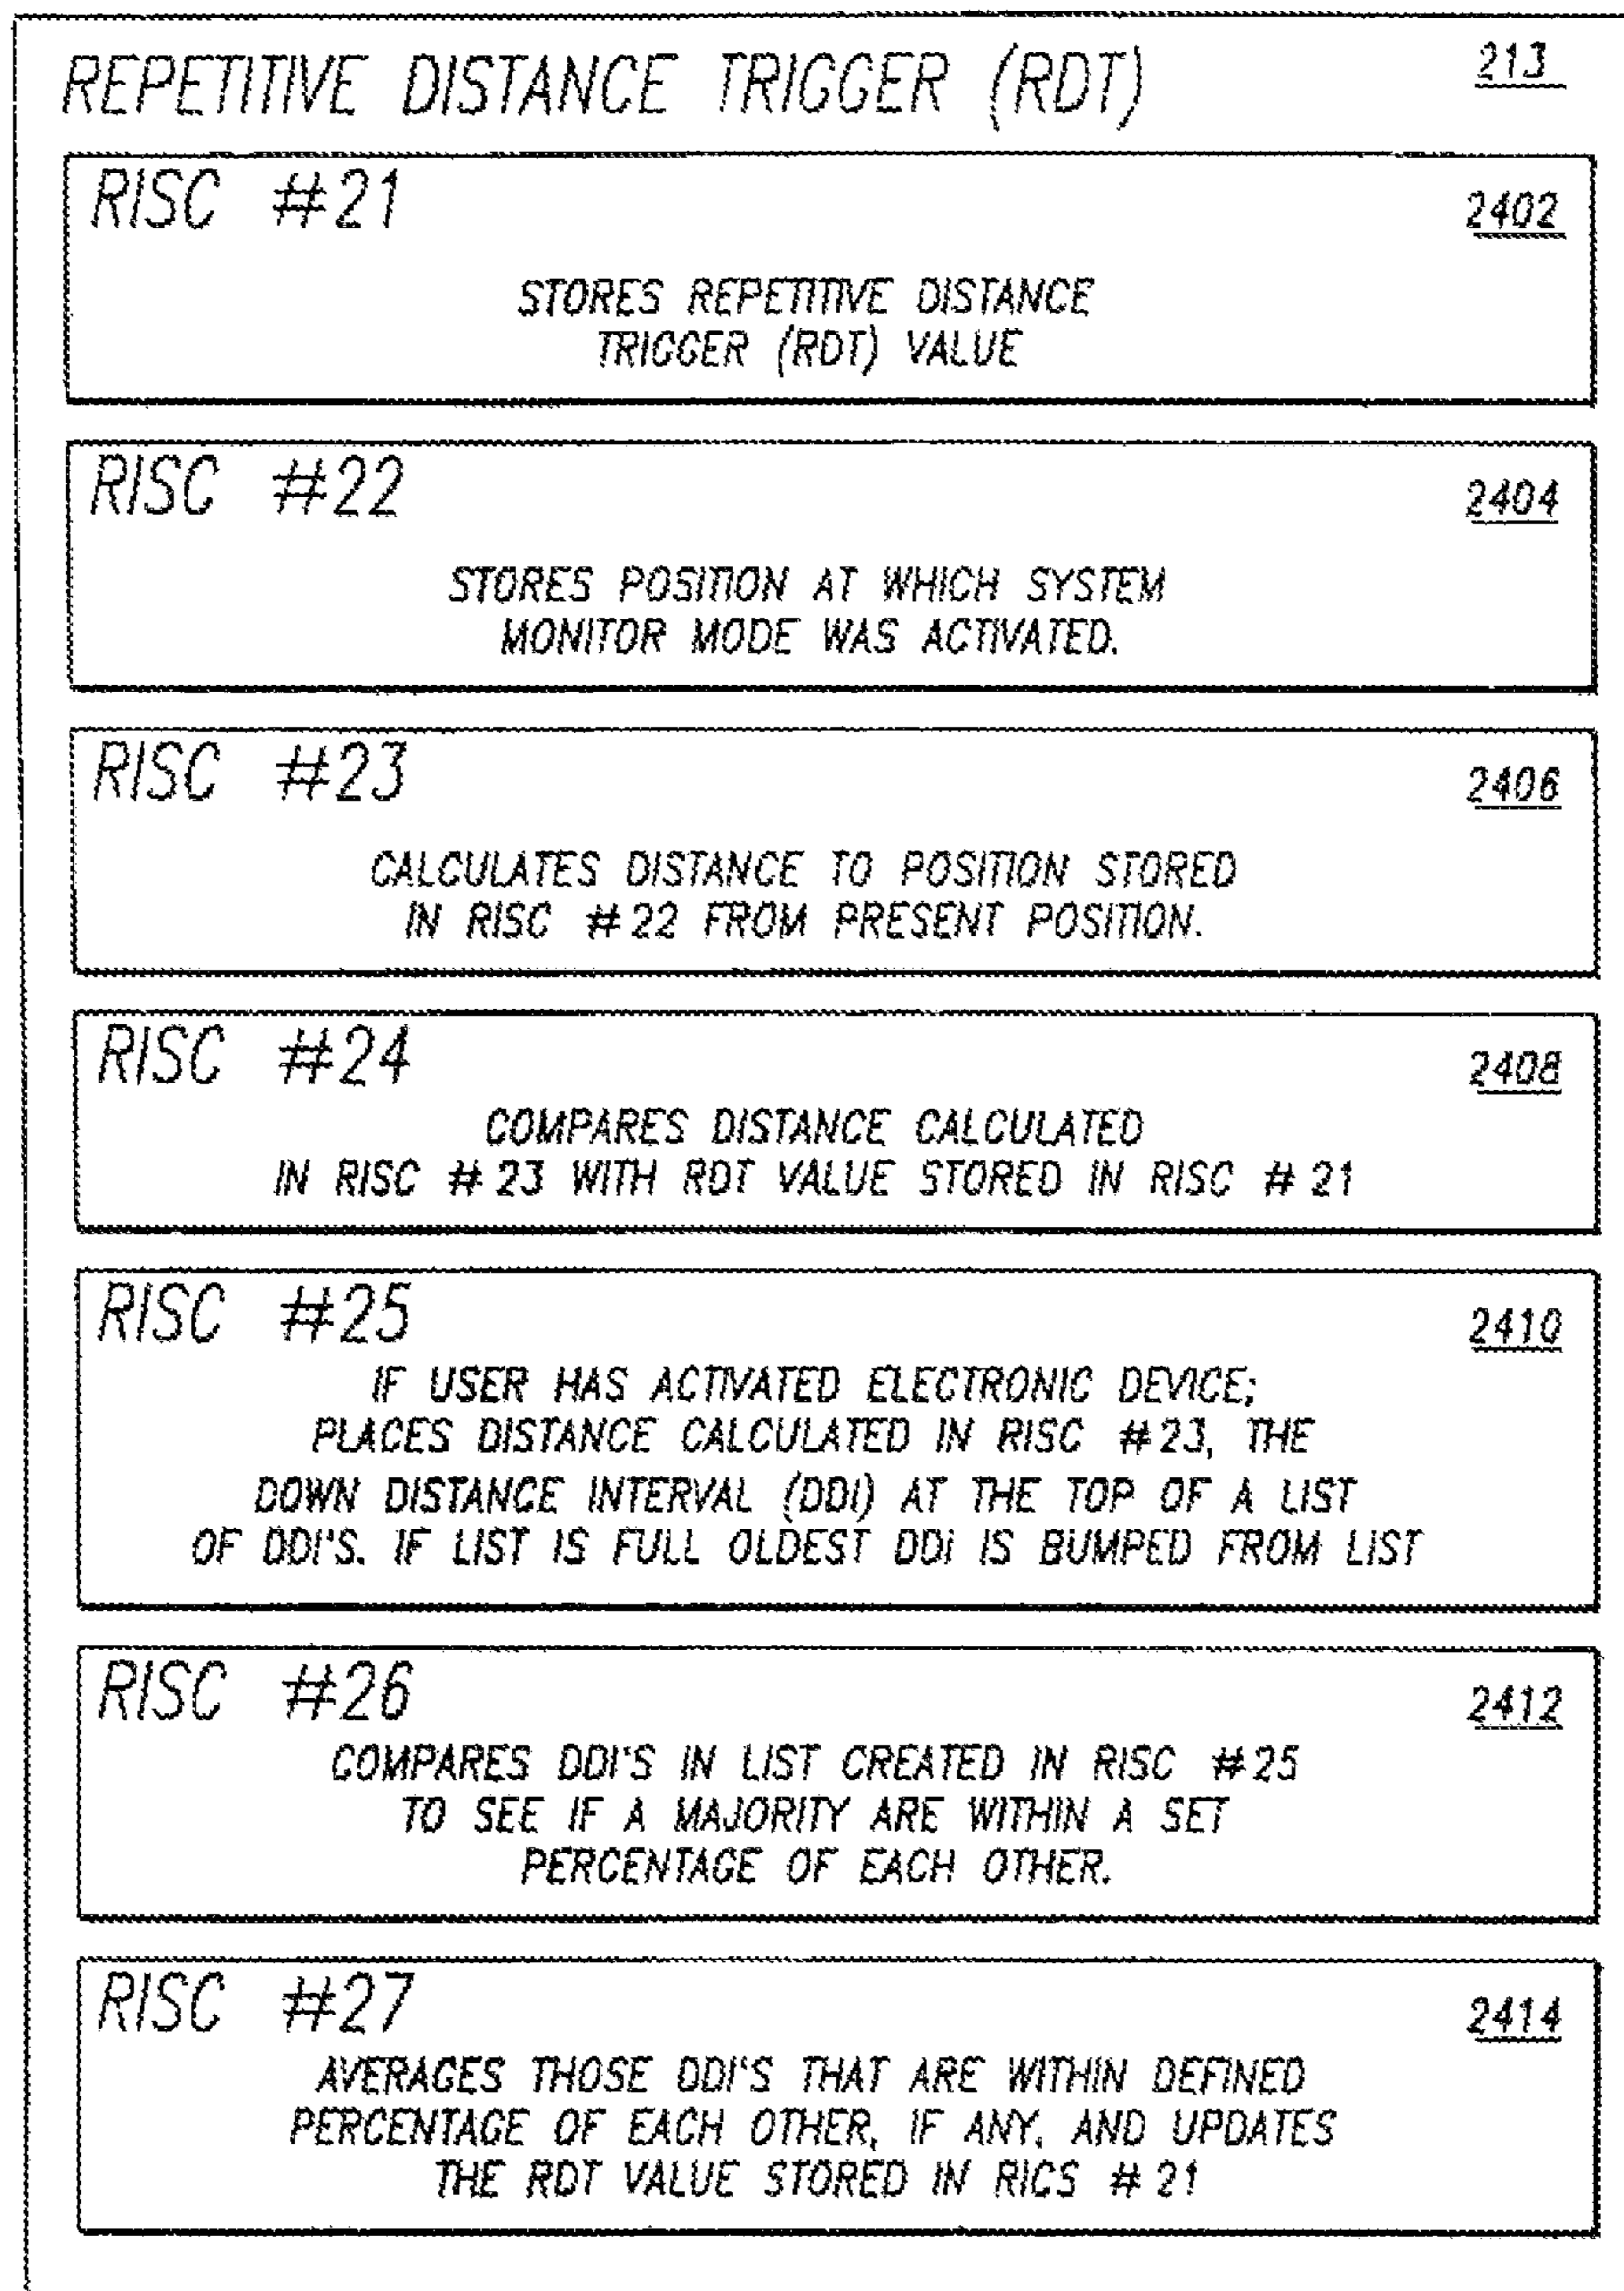 REPETITIVE DISTANCE TRIGGER (RDT) 213
RISC #21 2402
STORES REPETITIVE DISTANCE
TRIGGER (RDT) VALUE
RISC #22 2404
STORES POSITION AT WHICH SYSTEM
MONITOR MODE WAS ACTIVATED.
RISC #23 2406
CALCULATES DISTANCE TO POSITION STORED
IN RISC #22 FROM PRESENT POSITION.
RISC #24 2408
COMPARES DISTANCE CALCULATED
IN RISC #23 WITH RDT VALUE STORED IN RISC #21
RISC #25 2410
IF USER HAS ACTIVATED ELECTRONIC DEVICE;
PLACES DISTANCE CALCULATED IN RISC #23, THE
DOWN DISTANCE INTERVAL (DDI) AT THE TOP OF A LIST
OF DDI'S. IF LIST IS FULL OLDEST DDI IS BUMPED FROM LIST
RISC #26 2412
COMPARES DDI'S IN LIST CREATED IN RISC #25
TO SEE IF A MAJORITY ARE WITHIN A SET
PERCENTAGE OF EACH OTHER.
RISC #27 2414
AVERAGES THOSE DDI'S THAT ARE WITHIN DEFINED
PERCENTAGE OF EACH OTHER, IF ANY, AND UPDATES
THE RDT VALUE STORED IN RICS #21